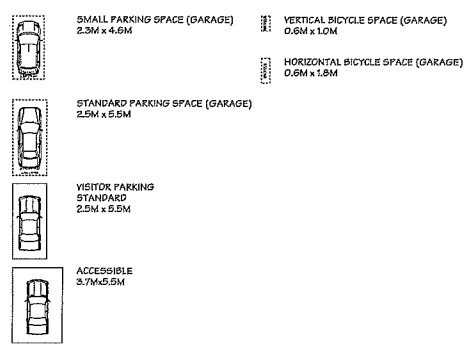 SMALL PARKING SPACE (GARAGE)
2.3M x 4.6M
STANDARD PARKING SPACE (GARAGE)
2.5M x 5.5M
VISITOR PARKING
STANDARD
2.5M x 5.5M
ACCESSIBLE
3.7Mx5.5M
VERTICAL BICYCLE SPACE (GARAGE)
0.6M x 1.0M
HORIZONTAL BICYCLE SPACE (GARAGE)
0.6M x 1.8M